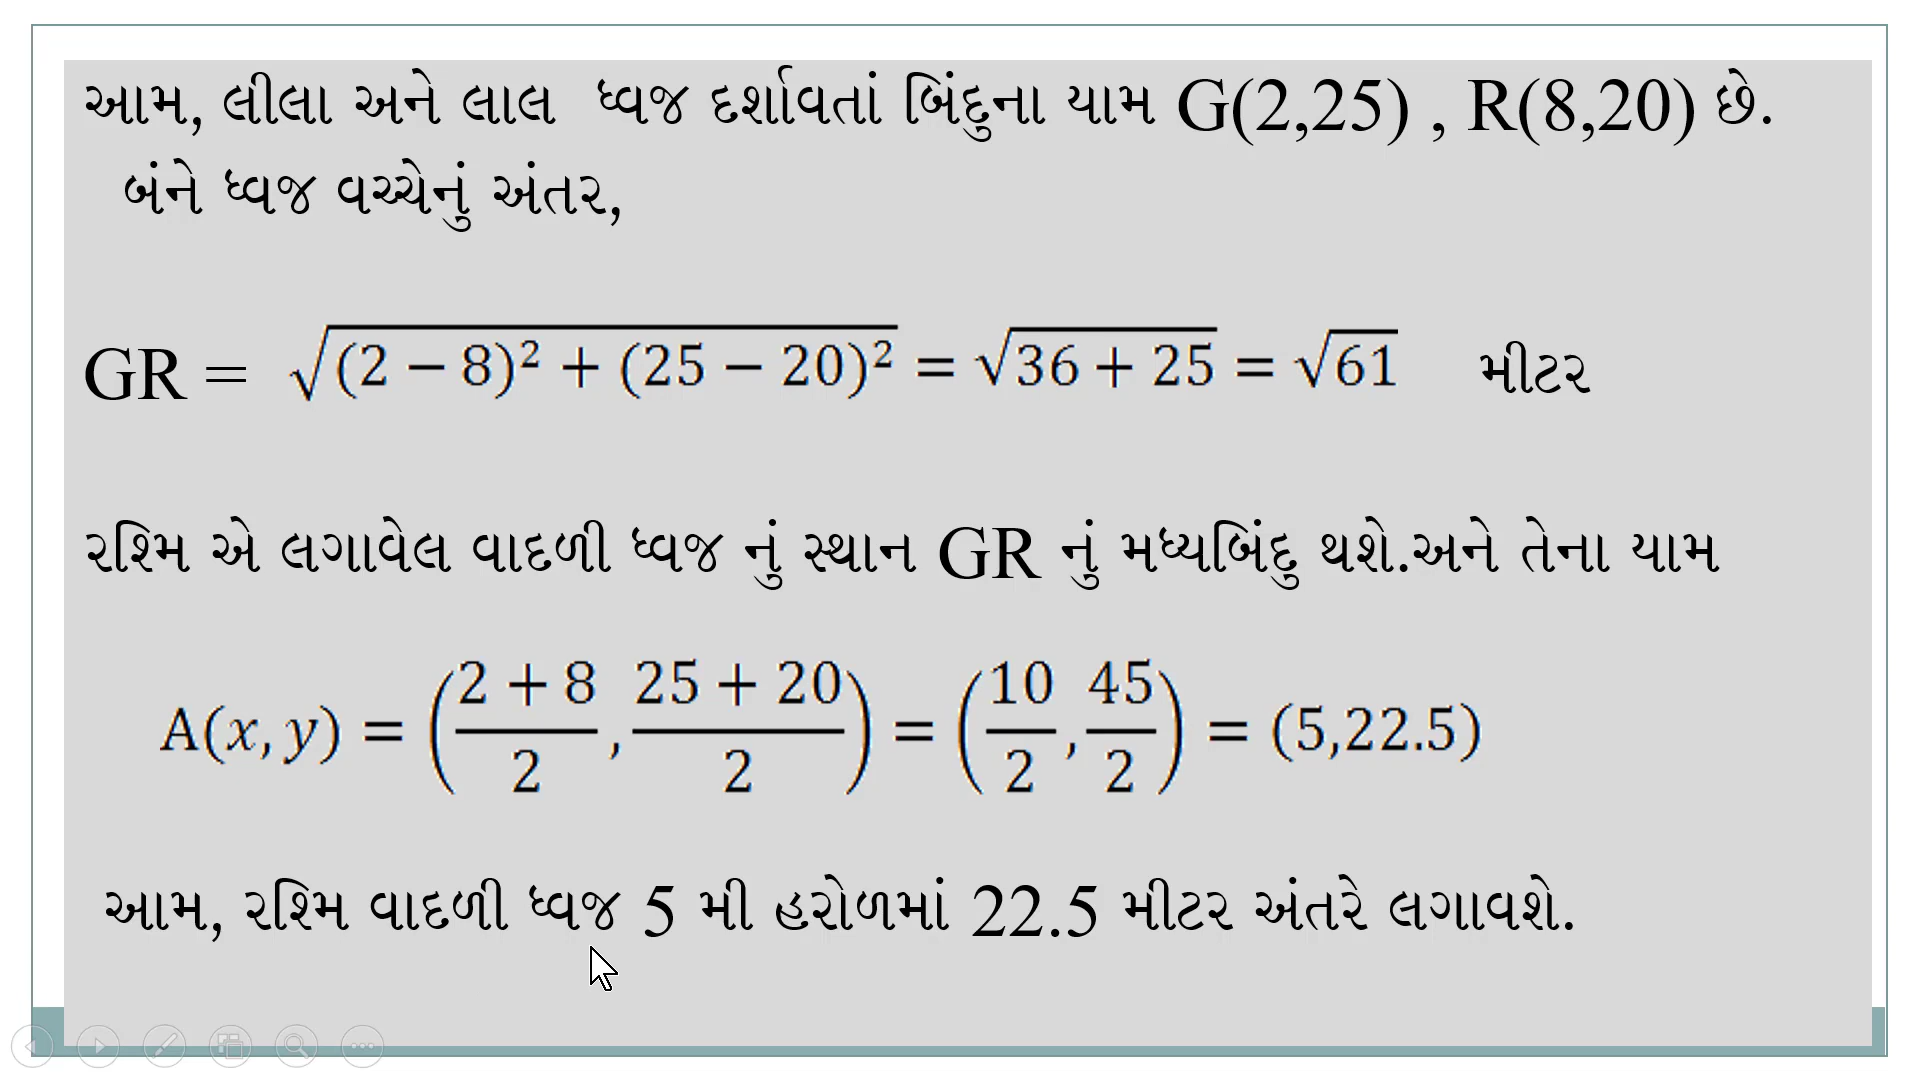 આમ, લીલા અને લાલ ધ્વજ દર્શાવતાં બિંદુના યામ G(2,25) , R(8,20) છે.
બંને ધ્વજ વચ્ચેનું અંતર,
GR = √((2 − 8)² + (25 − 20)²) = √(36 + 25) = √61 મીટર
રશ્મિ એ લગાવેલ વાદળી ધ્વજ નું સ્થાન GR નું મધ્યબિંદુ થશે.અને તેના યામ
A(x, y) = ((2 + 8)/2, (25 + 20)/2) = (10/2, 45/2) = (5,22.5)
આમ, રશ્મિ વાદળી ધ્વજ 5 મી હરોળમાં 22.5 મીટર અંતરે લગાવશે.